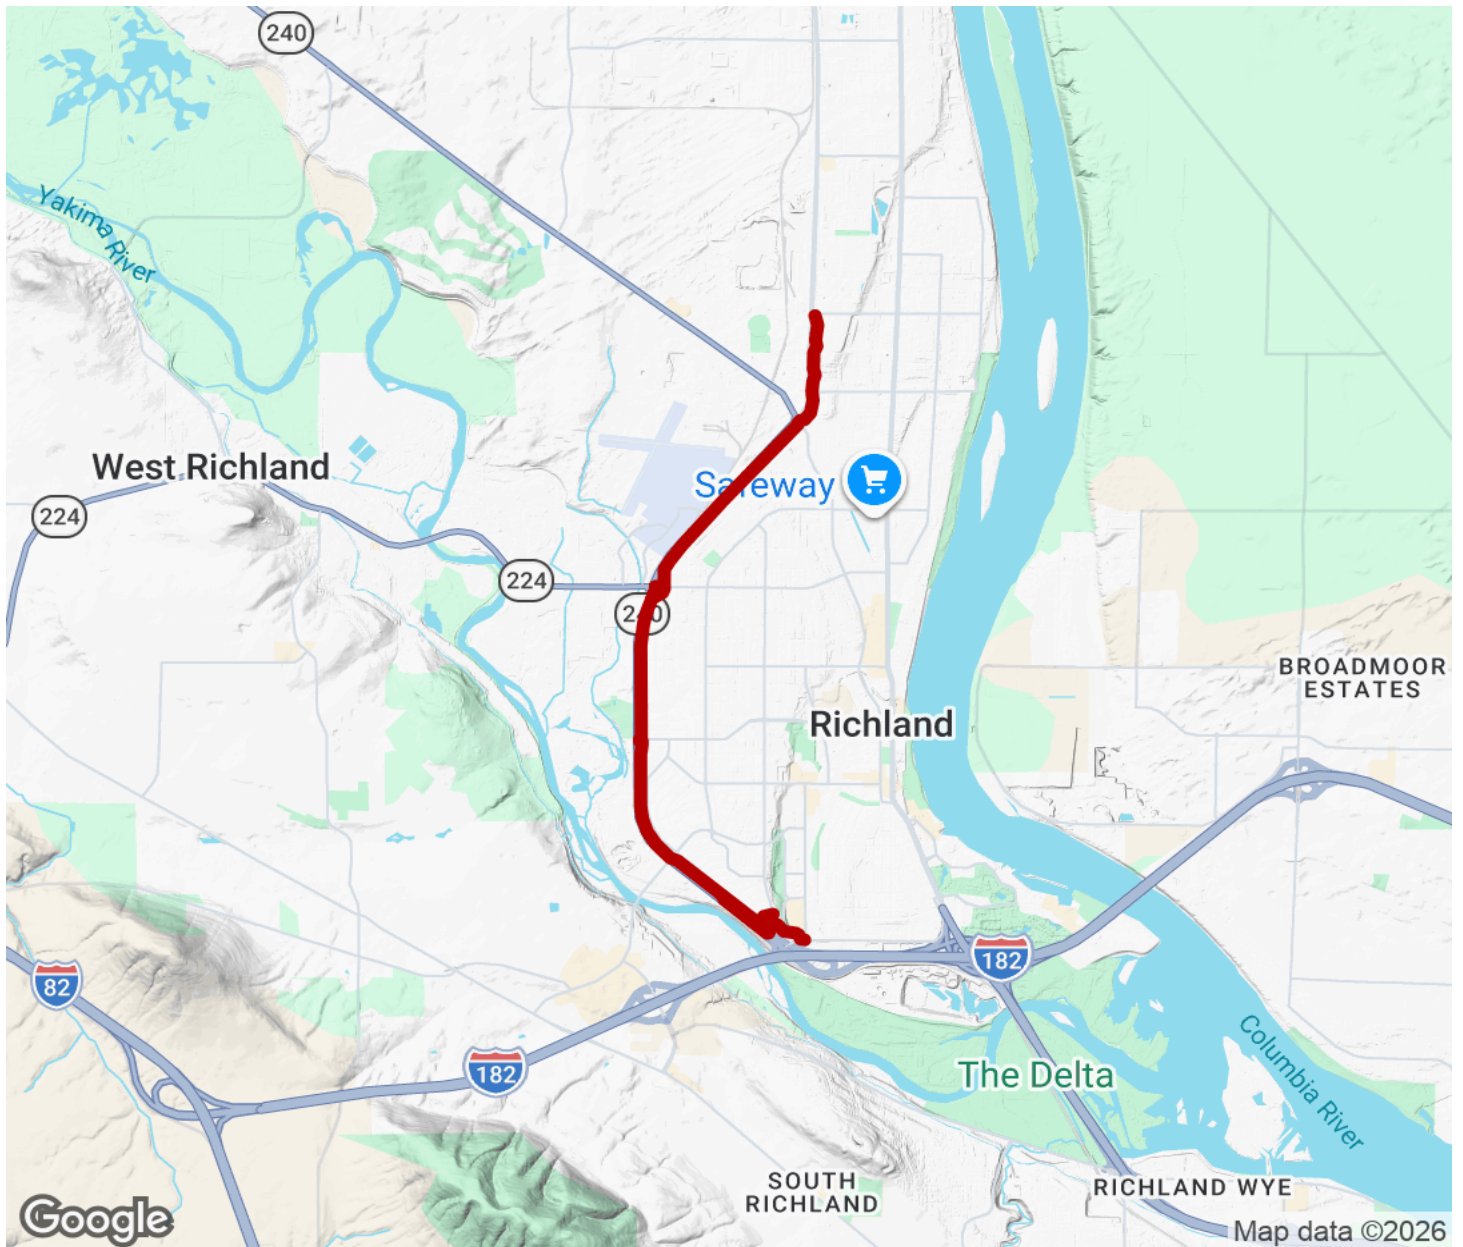 240
Yakima River
West Richland
224
Safeway
224
240
BROADMOOR
ESTATES
Richland
182
82
182
The Delta
Columbia River
SOUTH
RICHLAND
RICHLAND WYE
Google
Map data ©2026